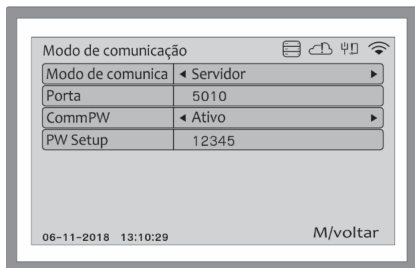 Modo de comunicação
Modo de comunica Servidor
Porta 5010
CommPW Ativo
PW Setup 12345
06-11-2018 13:10:29 M/voltar